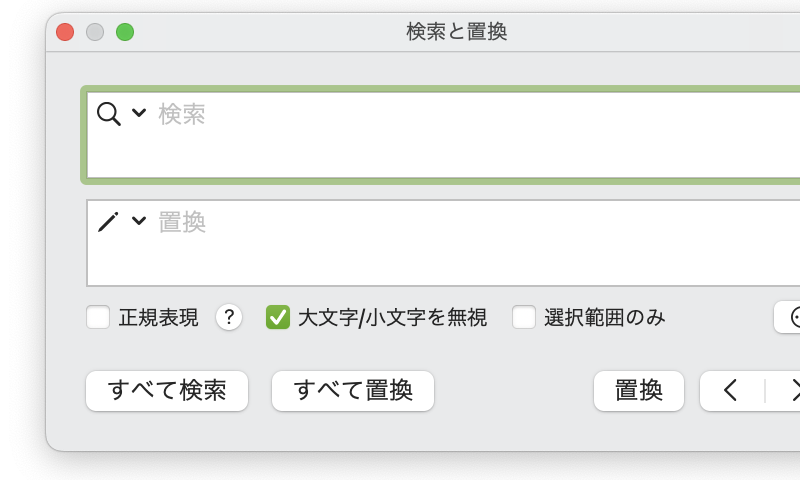 検索と置換
検索
置換
正規表現 ? 大文字/小文字を無視 選択範囲のみ
すべて検索 すべて置換 置換